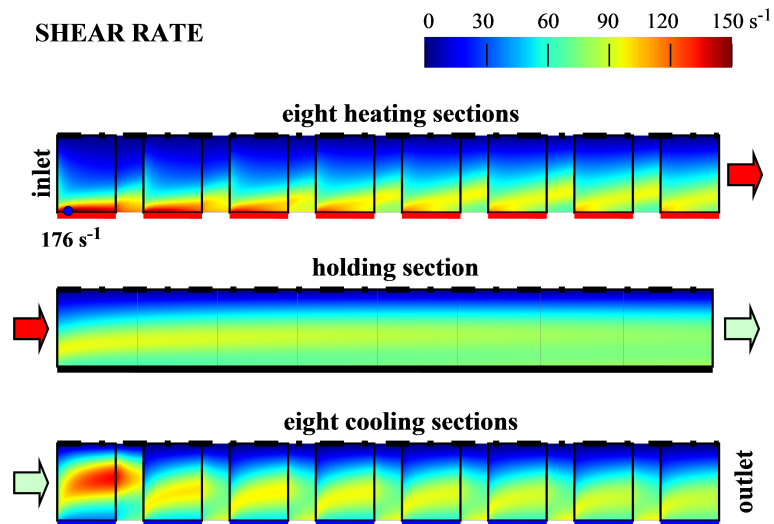 0 30 60 90 120 150 s-1
SHEAR RATE
eight heating sections
inlet
176 s-1
holding section
eight cooling sections
outlet